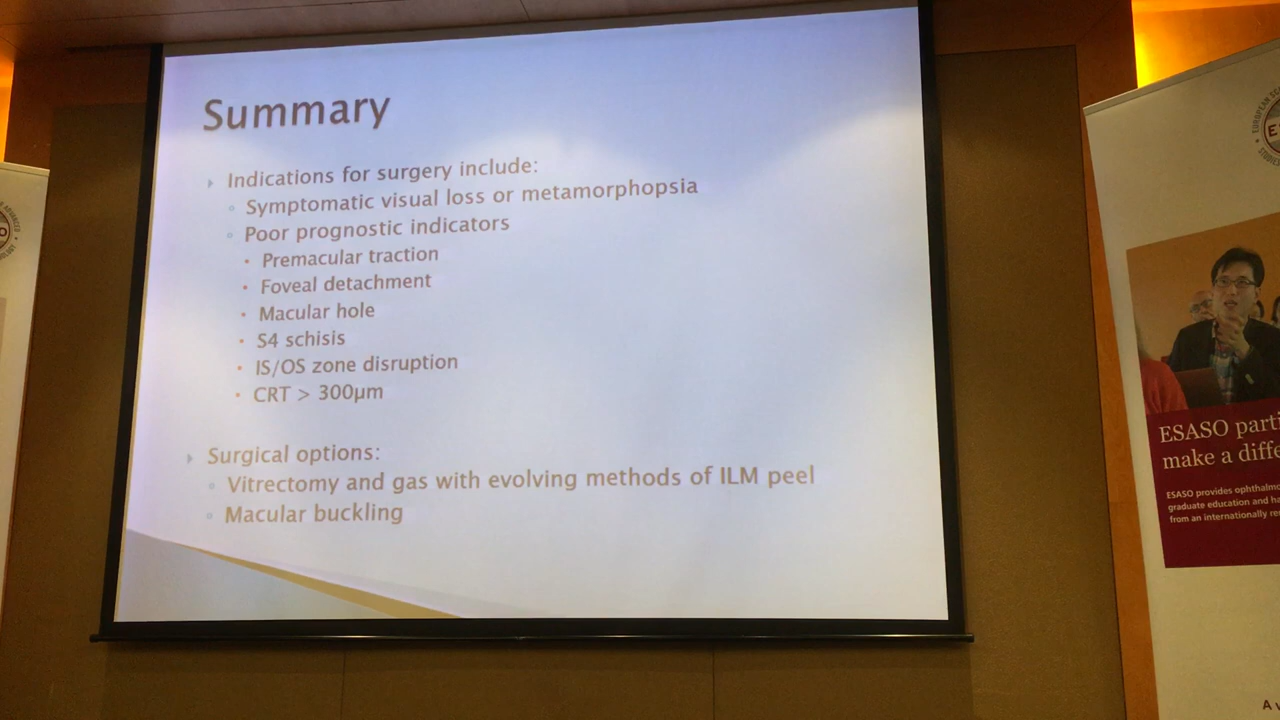 Summary
Indications for surgery include:
Symptomatic visual loss or metamorphopsia
Poor prognostic indicators
Premacular traction
Foveal detachment
Macular hole
S4 schisis
IS/OS zone disruption
CRT > 300µm
Surgical options:
Vitrectomy and gas with evolving methods of ILM peel
Macular buckling
ESASO parti
make a diffe
ESASO provides ophthalmo
graduate education and ha
from an internationally re